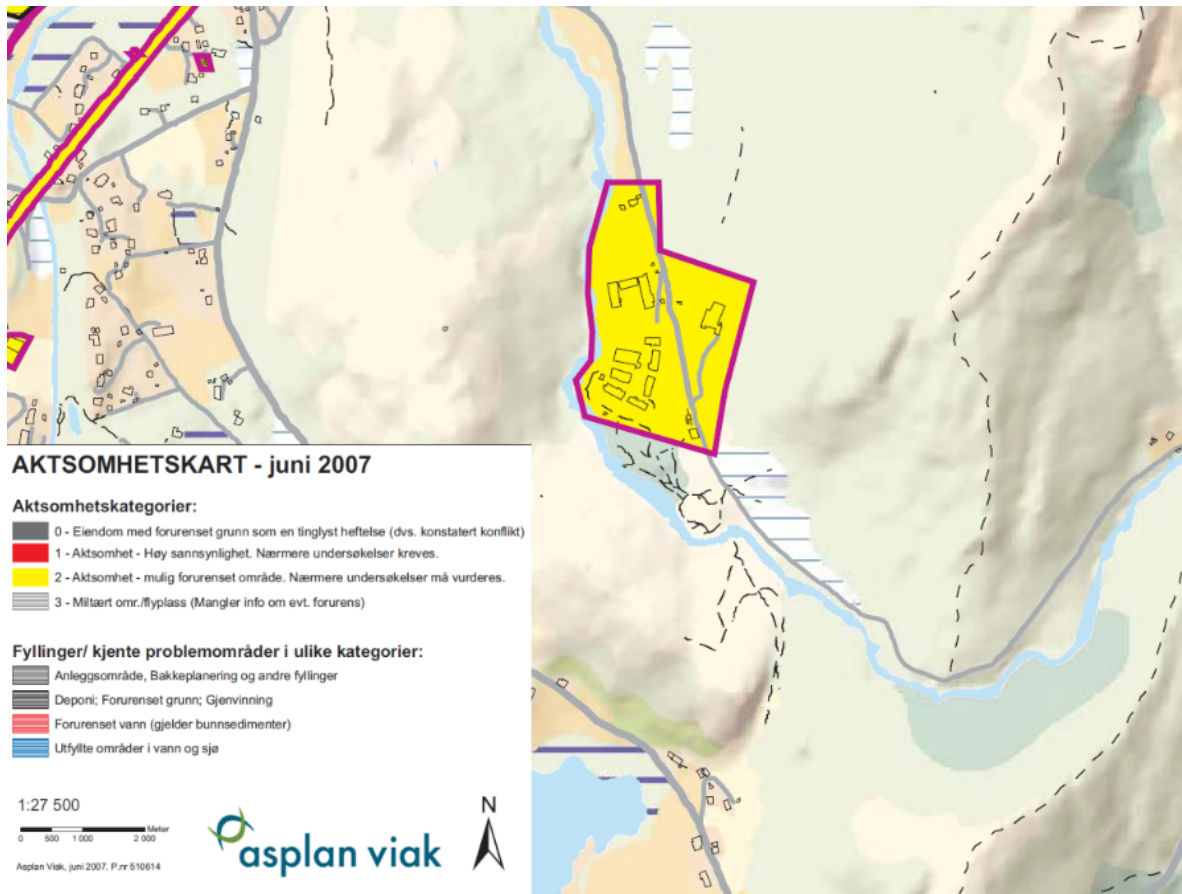 AKTSOMHETSKART - juni 2007
Aktsomhetskategorier:
0 - Eiendom med forurenset grunn som en tinglyst heftelse (dvs. konstatert konflikt)
1 - Aktsomhet - Høy sannsynlighet. Nærmere undersøkelser kreves.
2 - Aktsomhet - mulig forurenset område. Nærmere undersøkelser må vurderes.
3 - Miltært omr./flyplass (Mangler info om evt. forurens)
Fyllinger/ kjente problemområder i ulike kategorier:
Anleggsområde, Bakkeplanering og andre fyllinger
Deponi; Forurenset grunn; Gjenvinning
Forurenset vann (gjelder bunnsedimenter)
Utfyllte områder i vann og sjø
1:27 500
Meter
0 500 1 000 2 000
Asplan Viak, juni 2007. P.nr 510614
asplan viak
N